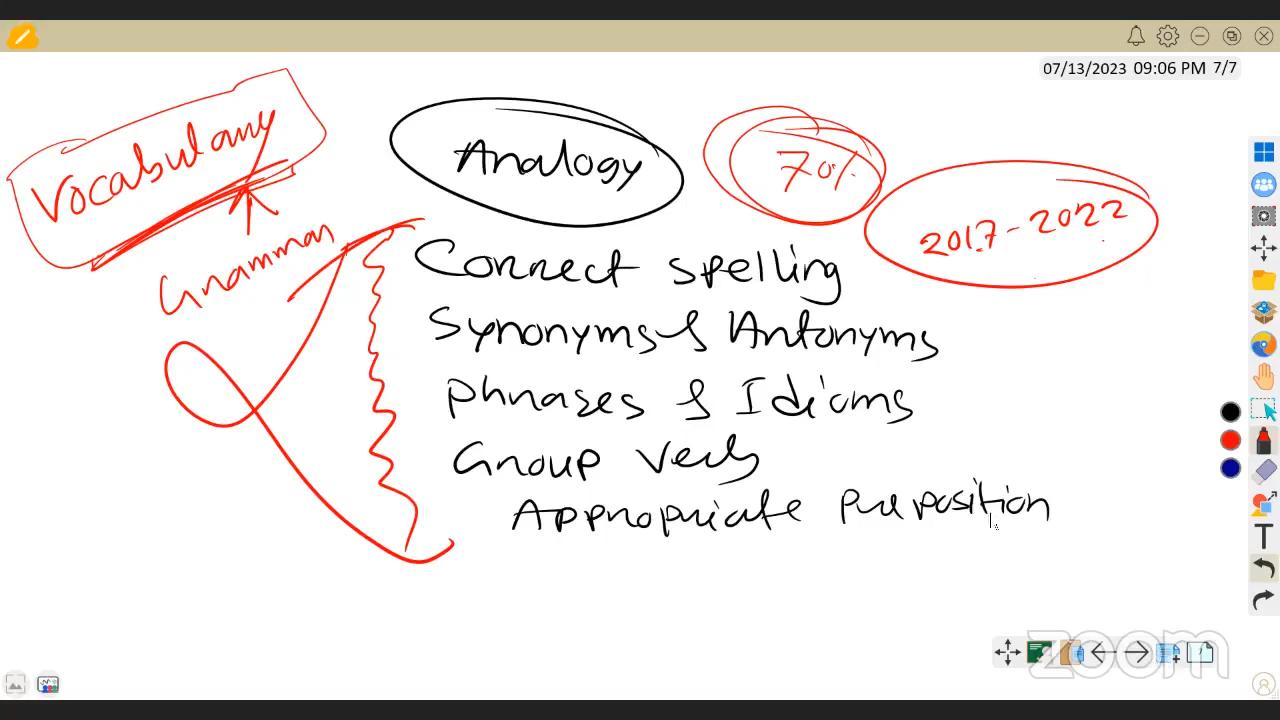 07/13/2023 09:06 PM 7/7
Vocabulary
Analogy
70%
2017-2022
Grammar
Correct spelling
Synonyms & Antonyms
Phrases & Idioms
Group verb
Appropriate Preposition
zoom